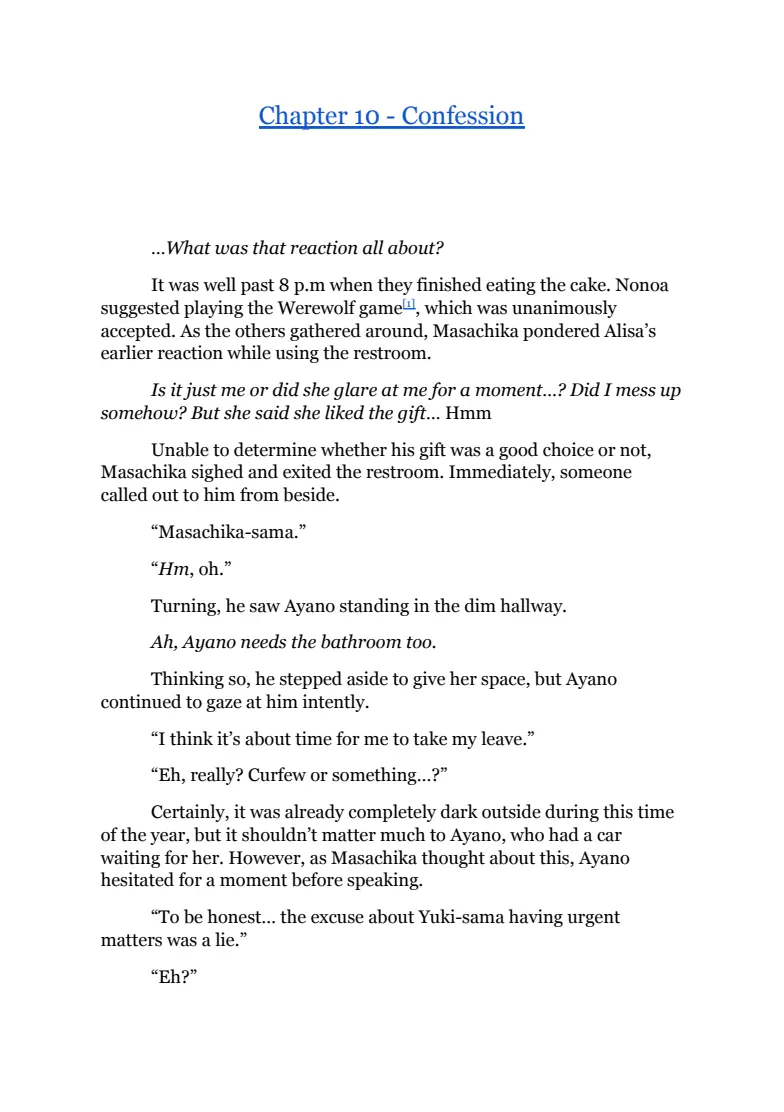 Chapter 10 - Confession
…What was that reaction all about?
It was well past 8 p.m when they finished eating the cake. Nonoa
suggested playing the Werewolf game[1], which was unanimously
accepted. As the others gathered around, Masachika pondered Alisa’s
earlier reaction while using the restroom.
Is it just me or did she glare at me for a moment…? Did I mess up
somehow? But she said she liked the gift… Hmm
Unable to determine whether his gift was a good choice or not,
Masachika sighed and exited the restroom. Immediately, someone
called out to him from beside.
“Masachika-sama.”
“Hm, oh.”
Turning, he saw Ayano standing in the dim hallway.
Ah, Ayano needs the bathroom too.
Thinking so, he stepped aside to give her space, but Ayano
continued to gaze at him intently.
“I think it’s about time for me to take my leave.”
“Eh, really? Curfew or something…?”
Certainly, it was already completely dark outside during this time
of the year, but it shouldn’t matter much to Ayano, who had a car
waiting for her. However, as Masachika thought about this, Ayano
hesitated for a moment before speaking.
“To be honest… the excuse about Yuki-sama having urgent
matters was a lie.”
“Eh?”